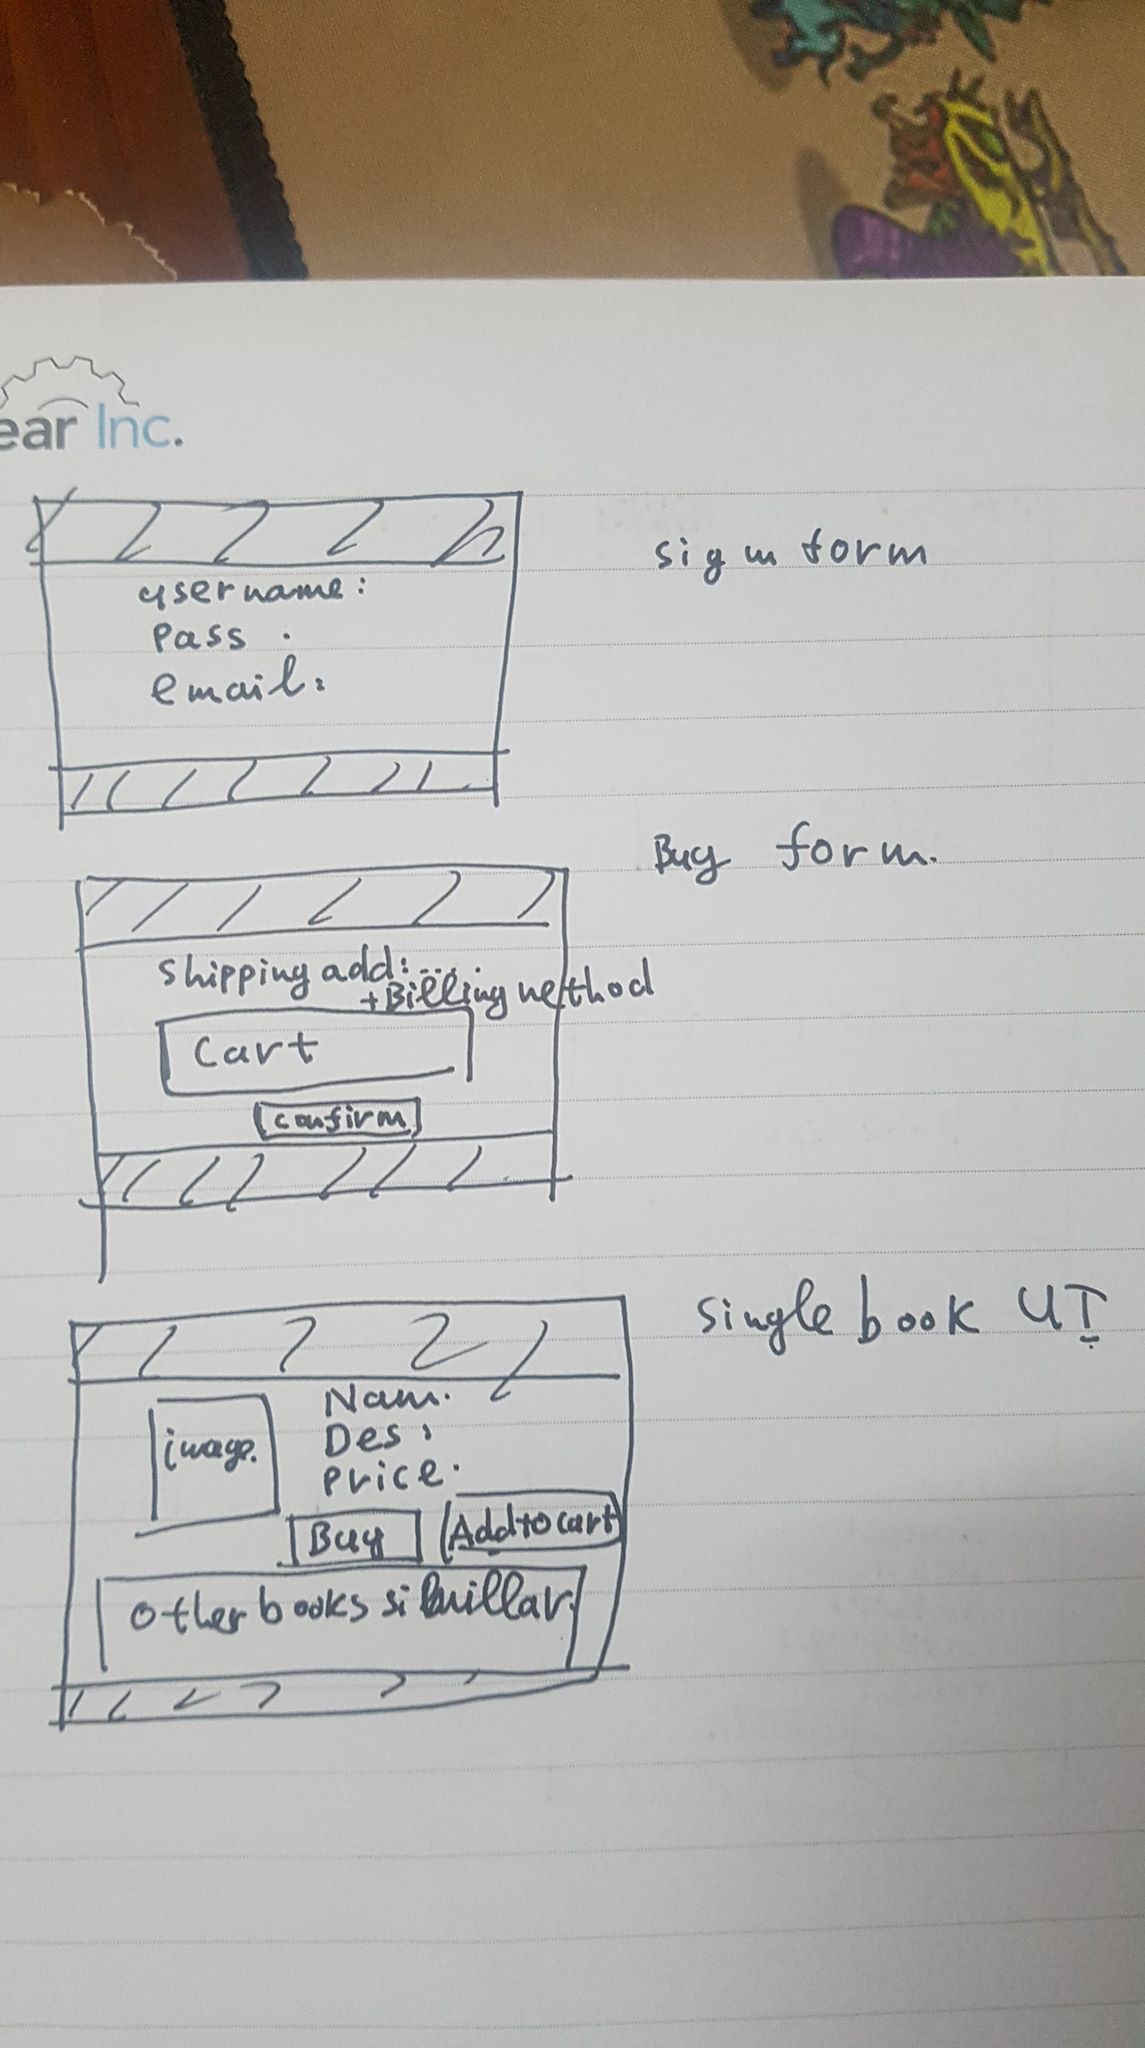 ear Inc.
sign form
username:
Pass :
email:
Buy form.
Shipping add:....
+Billing method
Cart
confirm
single book UI
image.
Nam.
Des :
price.
Buy
Add to cart
other books similar